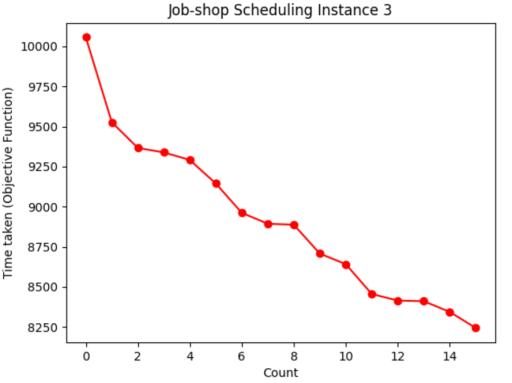 Job-shop Scheduling Instance 3
Time taken (Objective Function)
10000
9750
9500
9250
9000
8750
8500
8250
0 2 4 6 8 10 12 14
Count